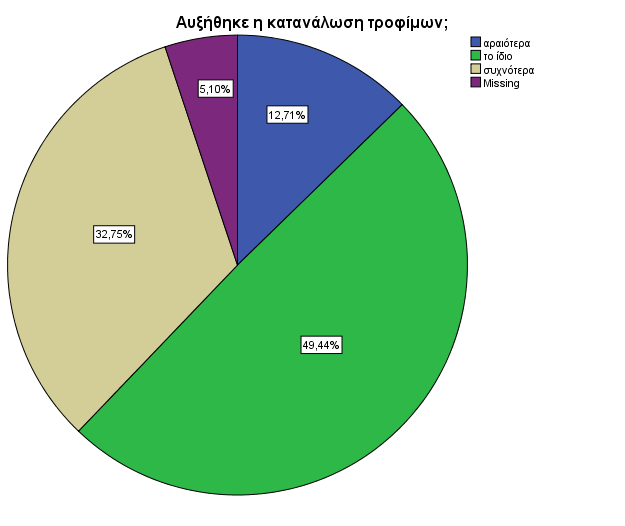 Αυξήθηκε η κατανάλωση τροφίμων;
αραιότερα
το ίδιο
συχνότερα
Missing
5,10%
12,71%
32,75%
49,44%